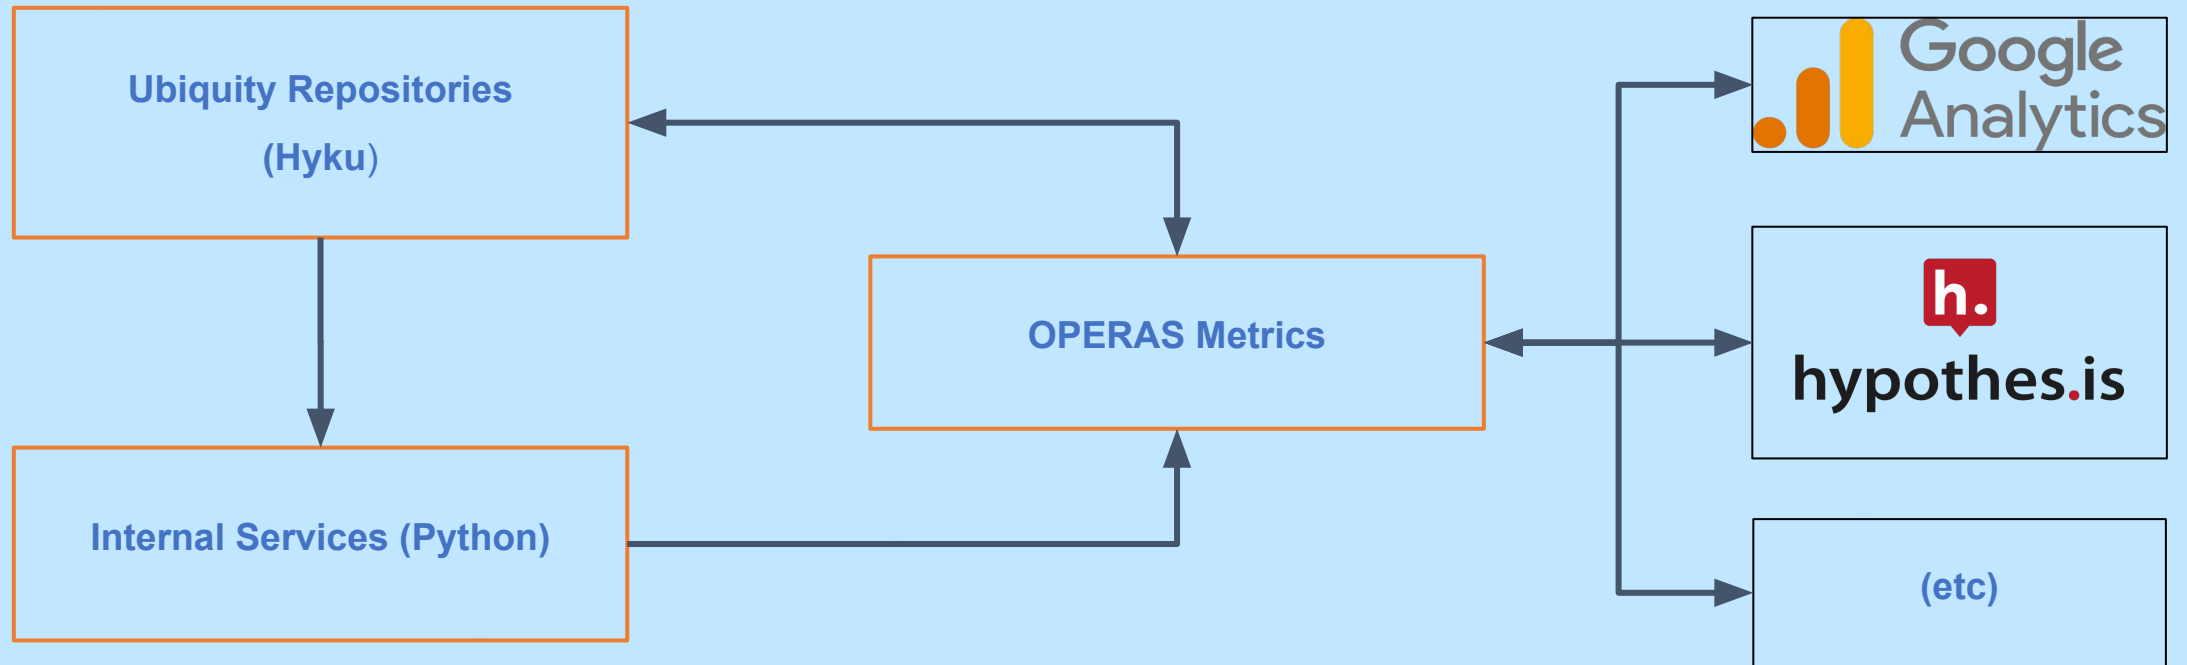 Ubiquity Repositories
(Hyku)
Internal Services (Python)
OPERAS Metrics
Google
Analytics
h.
hypothes.is
(etc)